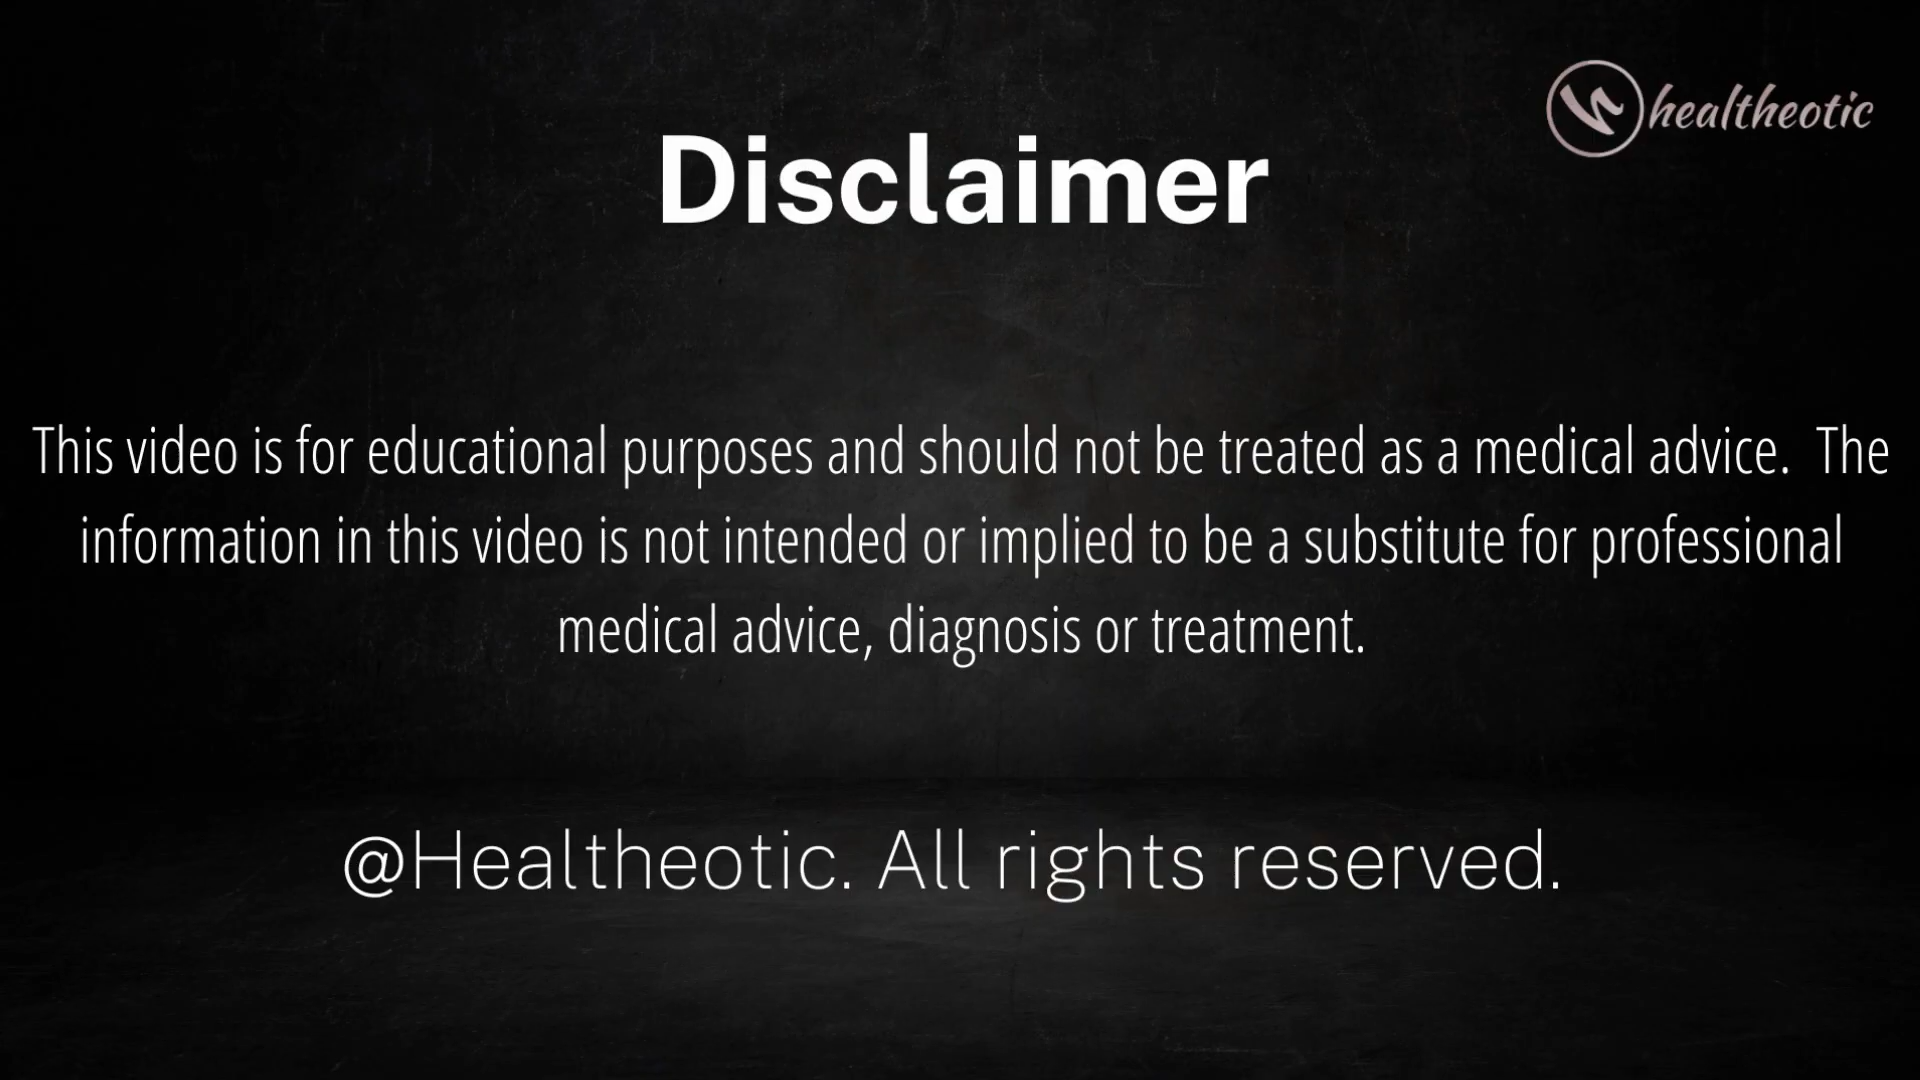 healtheotic
Disclaimer
This video is for educational purposes and should not be treated as a medical advice.  The
information in this video is not intended or implied to be a substitute for professional
medical advice, diagnosis or treatment.
@Healtheotic. All rights reserved.